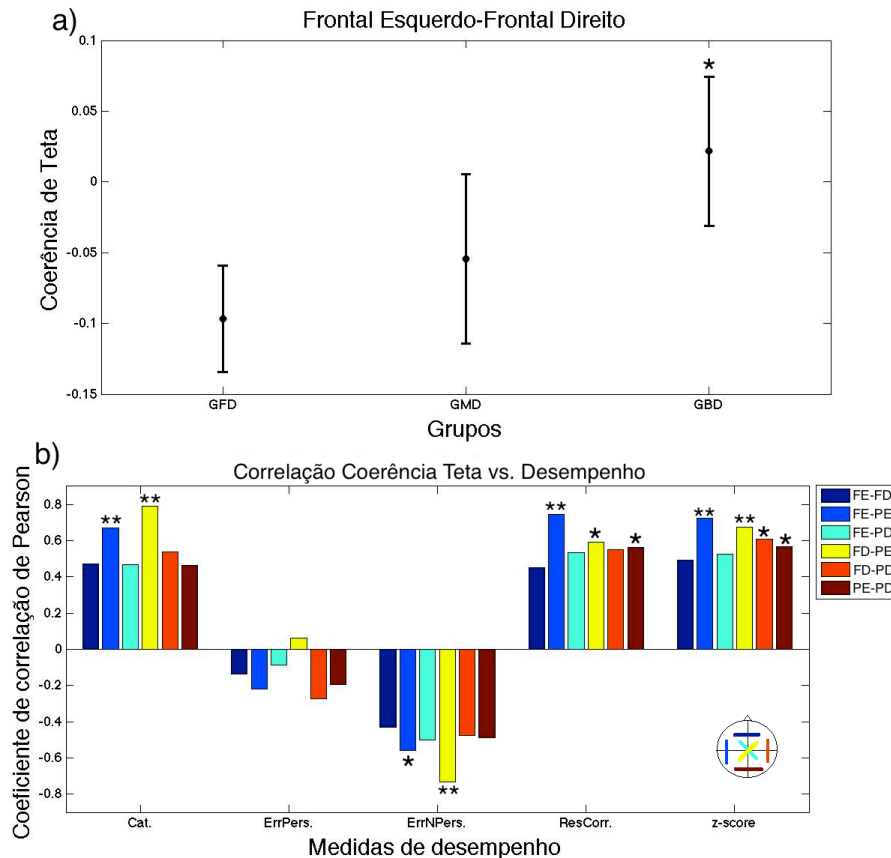 a)
Frontal Esquerdo-Frontal Direito
Coerência de Teta
0.1
*
0.05
0
-0.05
-0.1
-0.15
GFD GMD GBD
Grupos
b)
Correlação Coerência Teta vs. Desempenho
Coeficiente de correlação de Pearson
0.8
0.6
0.4
0.2
0
-0.2
-0.4
-0.6
-0.8
** ** ** * * ** ** * *
* **
FE-FD
FE-PE
FE-PD
FD-PE
FD-PD
PE-PD
Cat. ErrPers. ErrNPers. ResCorr. z-score
Medidas de desempenho